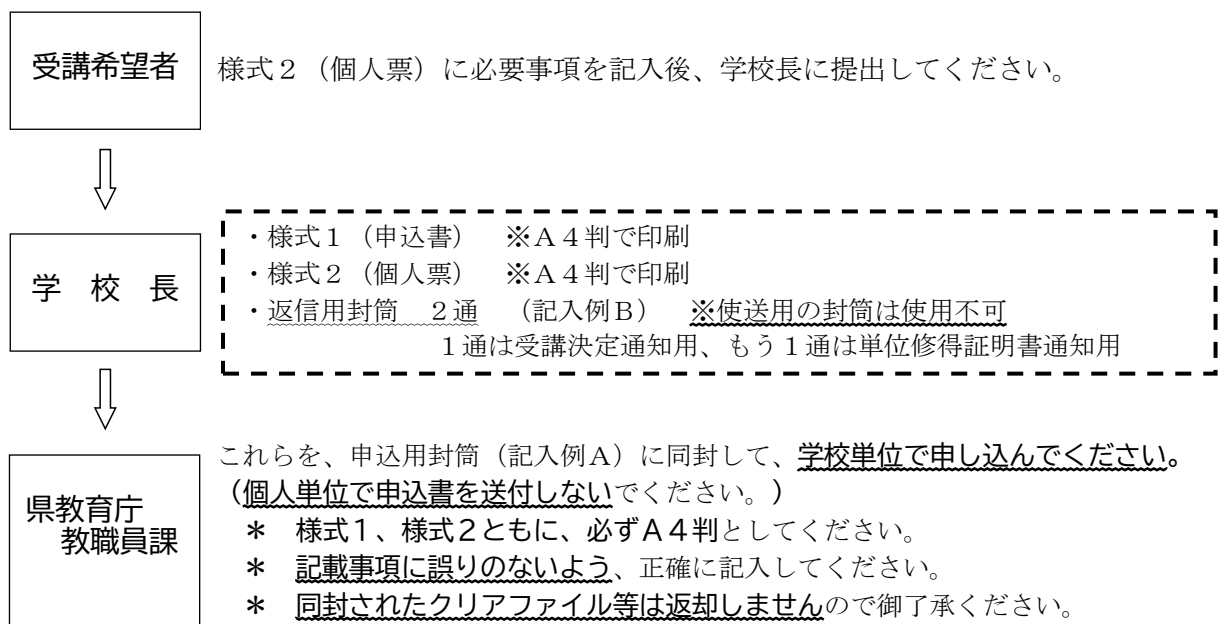 受講希望者
様式２（個人票）に必要事項を記入後、学校長に提出してください。
学　校　長
・様式１（申込書）　※Ａ４判で印刷
・様式２（個人票）　※Ａ４判で印刷
・返信用封筒　２通　（記入例Ｂ）　※使送用の封筒は使用不可
１通は受講決定通知用、もう１通は単位修得証明書通知用
県教育庁
教職員課
これらを、申込用封筒（記入例Ａ）に同封して、学校単位で申し込んでください。
（個人単位で申込書を送付しないでください。）
＊　様式１、様式２ともに、必ずＡ４判としてください。
＊　記載事項に誤りのないよう、正確に記入してください。
＊　同封されたクリアファイル等は返却しませんので御了承ください。